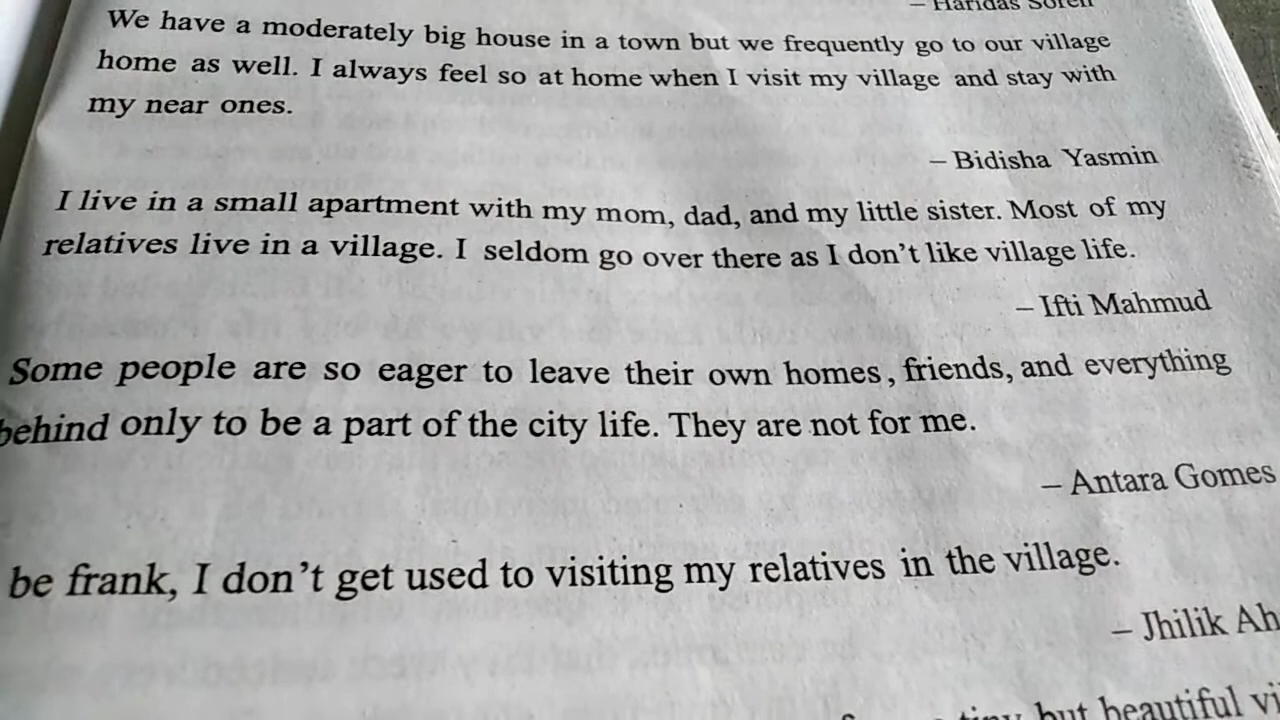 – Haridas Soren
We have a moderately big house in a town but we frequently go to our village
home as well. I always feel so at home when I visit my village and stay with
my near ones.
– Bidisha Yasmin
I live in a small apartment with my mom, dad, and my little sister. Most of my
relatives live in a village. I seldom go over there as I don’t like village life.
– Ifti Mahmud
Some people are so eager to leave their own homes, friends, and everything
behind only to be a part of the city life. They are not for me.
– Antara Gomes
be frank, I don’t get used to visiting my relatives in the village.
– Jhilik Ah
tiny but beautiful vi